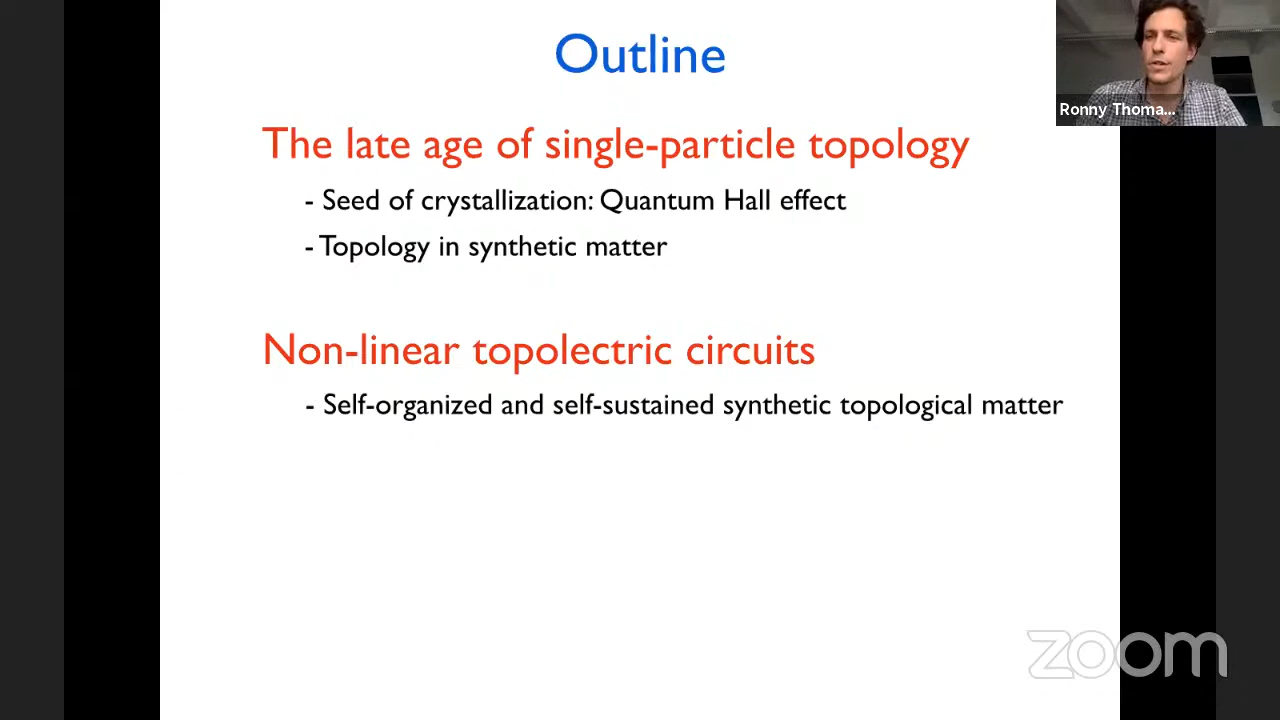 Outline
Ronny Thoma...
The late age of single-particle topology
- Seed of crystallization: Quantum Hall effect
- Topology in synthetic matter
Non-linear topolectric circuits
- Self-organized and self-sustained synthetic topological matter
zoom